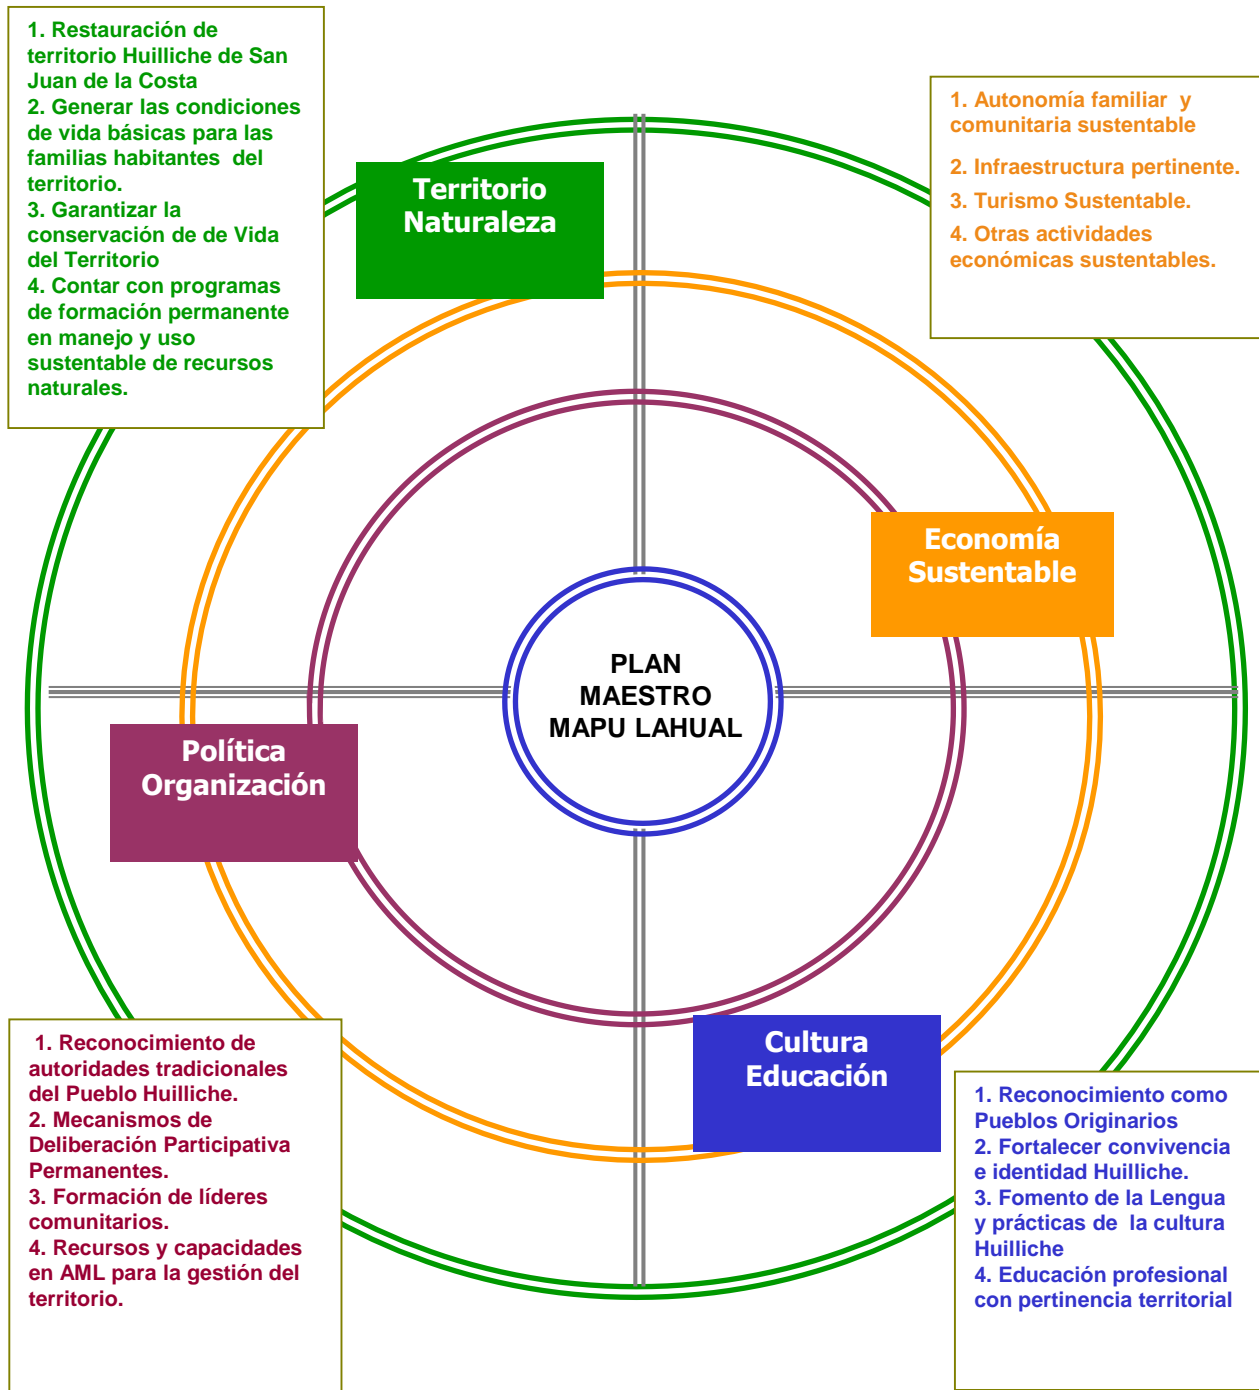 1. Restauración de
territorio Huilliche de San
Juan de la Costa
2. Generar las condiciones
de vida básicas para las
familias habitantes del
territorio.
3. Garantizar la
conservación de de Vida
del Territorio
4. Contar con programas
de formación permanente
en manejo y uso
sustentable de recursos
naturales.
1. Autonomía familiar y
comunitaria sustentable
2. Infraestructura pertinente.
3. Turismo Sustentable.
4. Otras actividades
económicas sustentables.
Territorio
Naturaleza
Economía
Sustentable
PLAN
MAESTRO
MAPU LAHUAL
Política
Organización
Cultura
Educación
1. Reconocimiento de
autoridades tradicionales
del Pueblo Huilliche.
2. Mecanismos de
Deliberación Participativa
Permanentes.
3. Formación de líderes
comunitarios.
4. Recursos y capacidades
en AML para la gestión del
territorio.
1. Reconocimiento como
Pueblos Originarios
2. Fortalecer convivencia
e identidad Huilliche.
3. Fomento de la Lengua
y prácticas de la cultura
Huilliche
4. Educación profesional
con pertinencia territorial